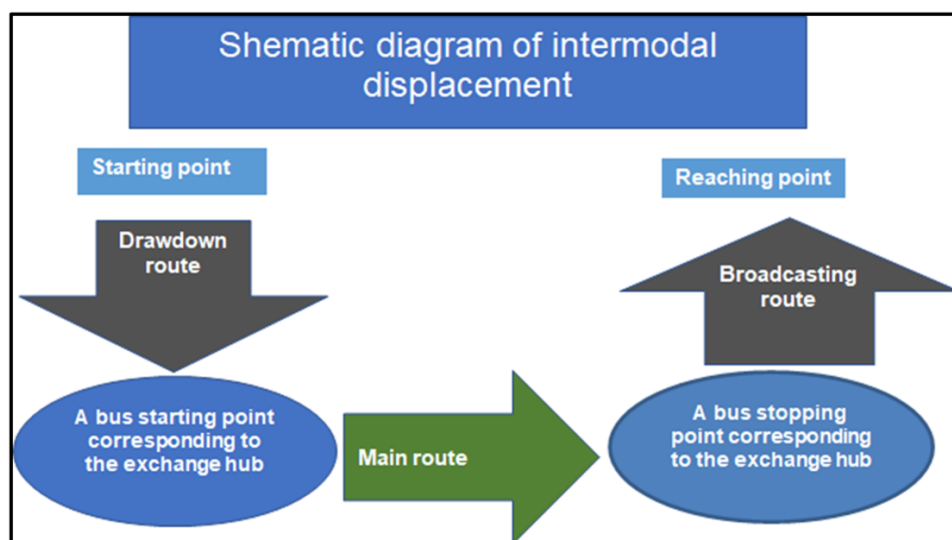 Shematic diagram of intermodal
displacement
Starting point
Reaching point
Drawdown
route
Broadcasting
route
A bus starting point
corresponding to
the exchange hub
Main route
A bus stopping
point corresponding
to the exchange hub